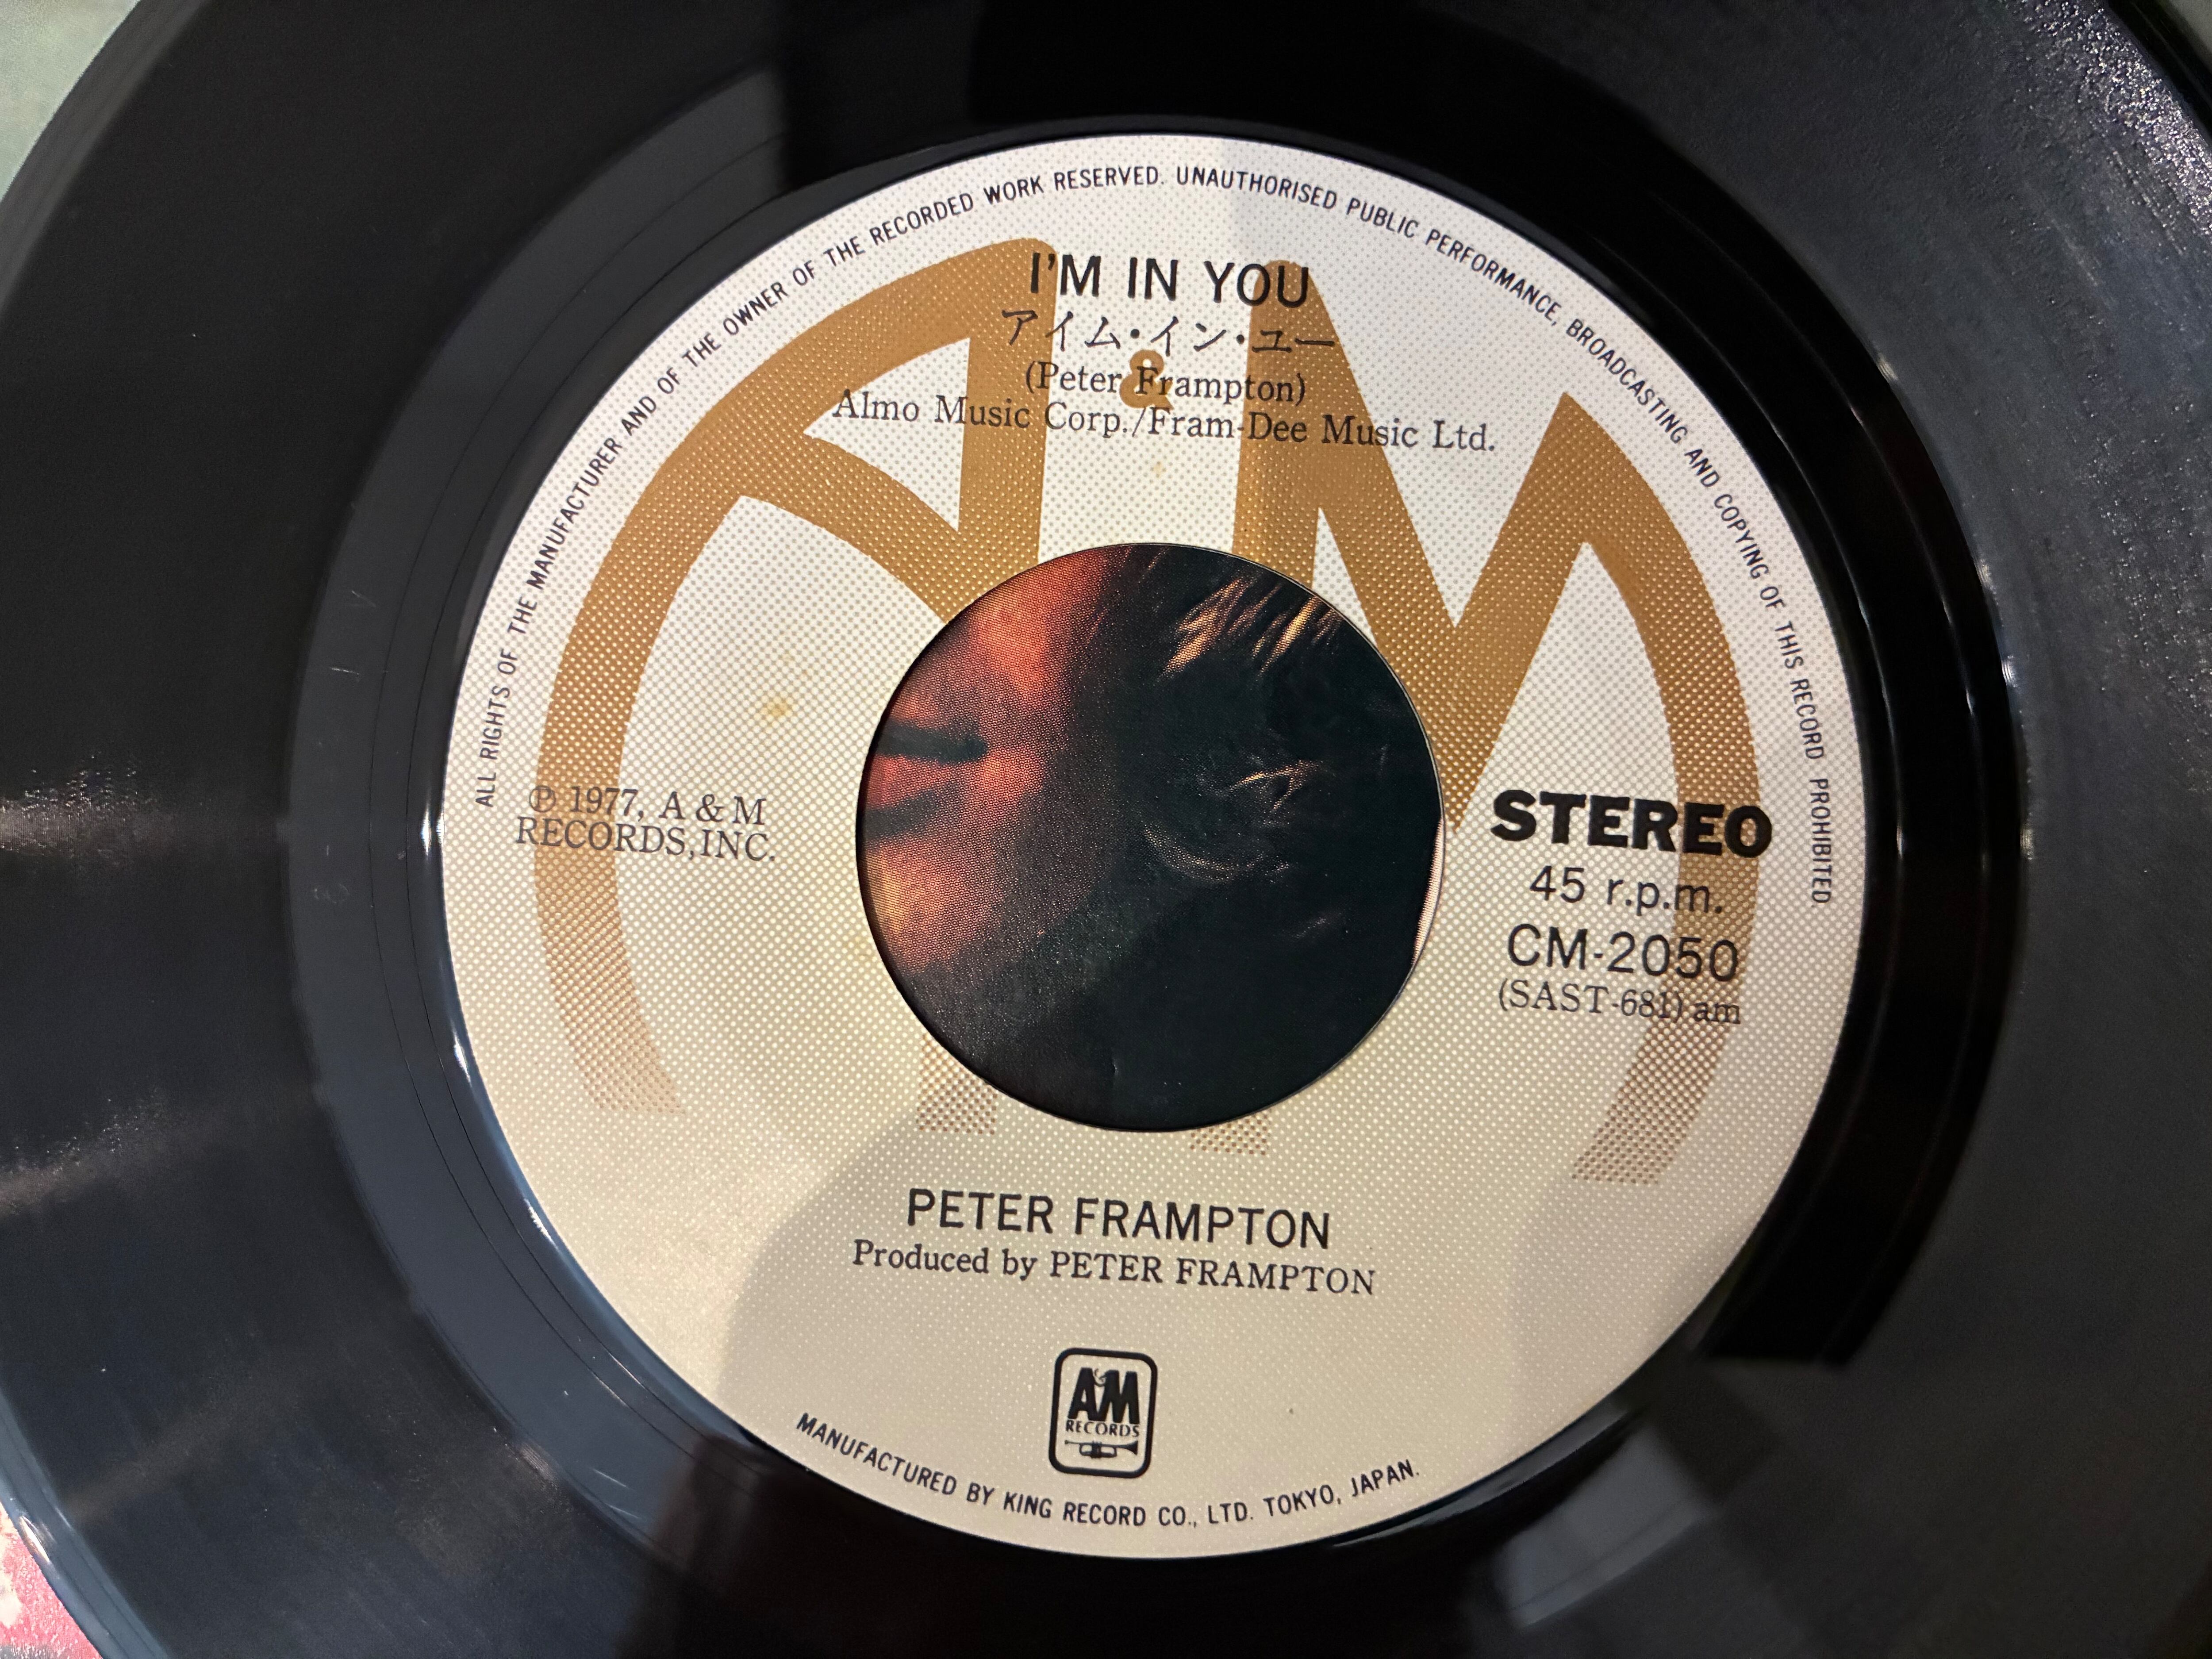 ALL RIGHTS OF THE MANUFACTURER AND OF THE OWNER OF THE RECORDED WORK RESERVED. UNAUTHORISED PUBLIC PERFORMANCE, BROADCASTING AND COPYING OF THIS RECORD PROHIBITED.
I'M IN YOU
アイム・イン・ユー
(Peter Frampton)
Almo Music Corp./Fram-Dee Music Ltd.
A & M
℗ 1977, A & M
RECORDS, INC.
STEREO
45 r.p.m.
CM-2050
(SAST-681) am
PETER FRAMPTON
Produced by PETER FRAMPTON
A&M
RECORDS
MANUFACTURED BY KING RECORD CO., LTD. TOKYO, JAPAN.